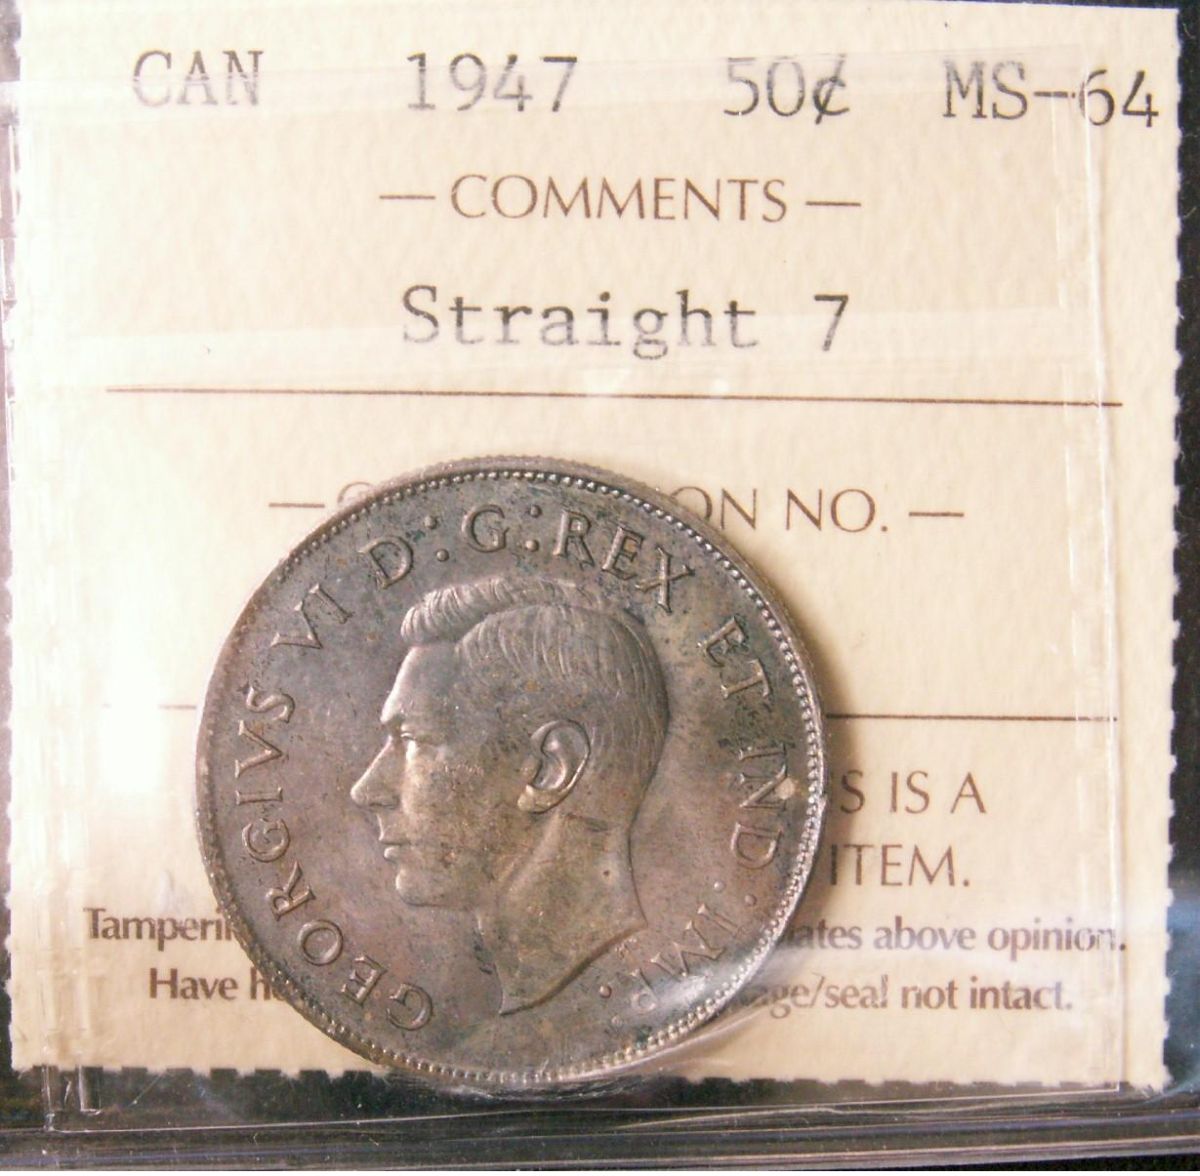 CAN 1947 50¢ MS-64
— COMMENTS —
Straight 7
ON NO. —
S IS A
ITEM.
Tamperi ates above opinion.
Have h age/seal not intact.
GEORGIVS VI D:G:REX ET IND:IMP: